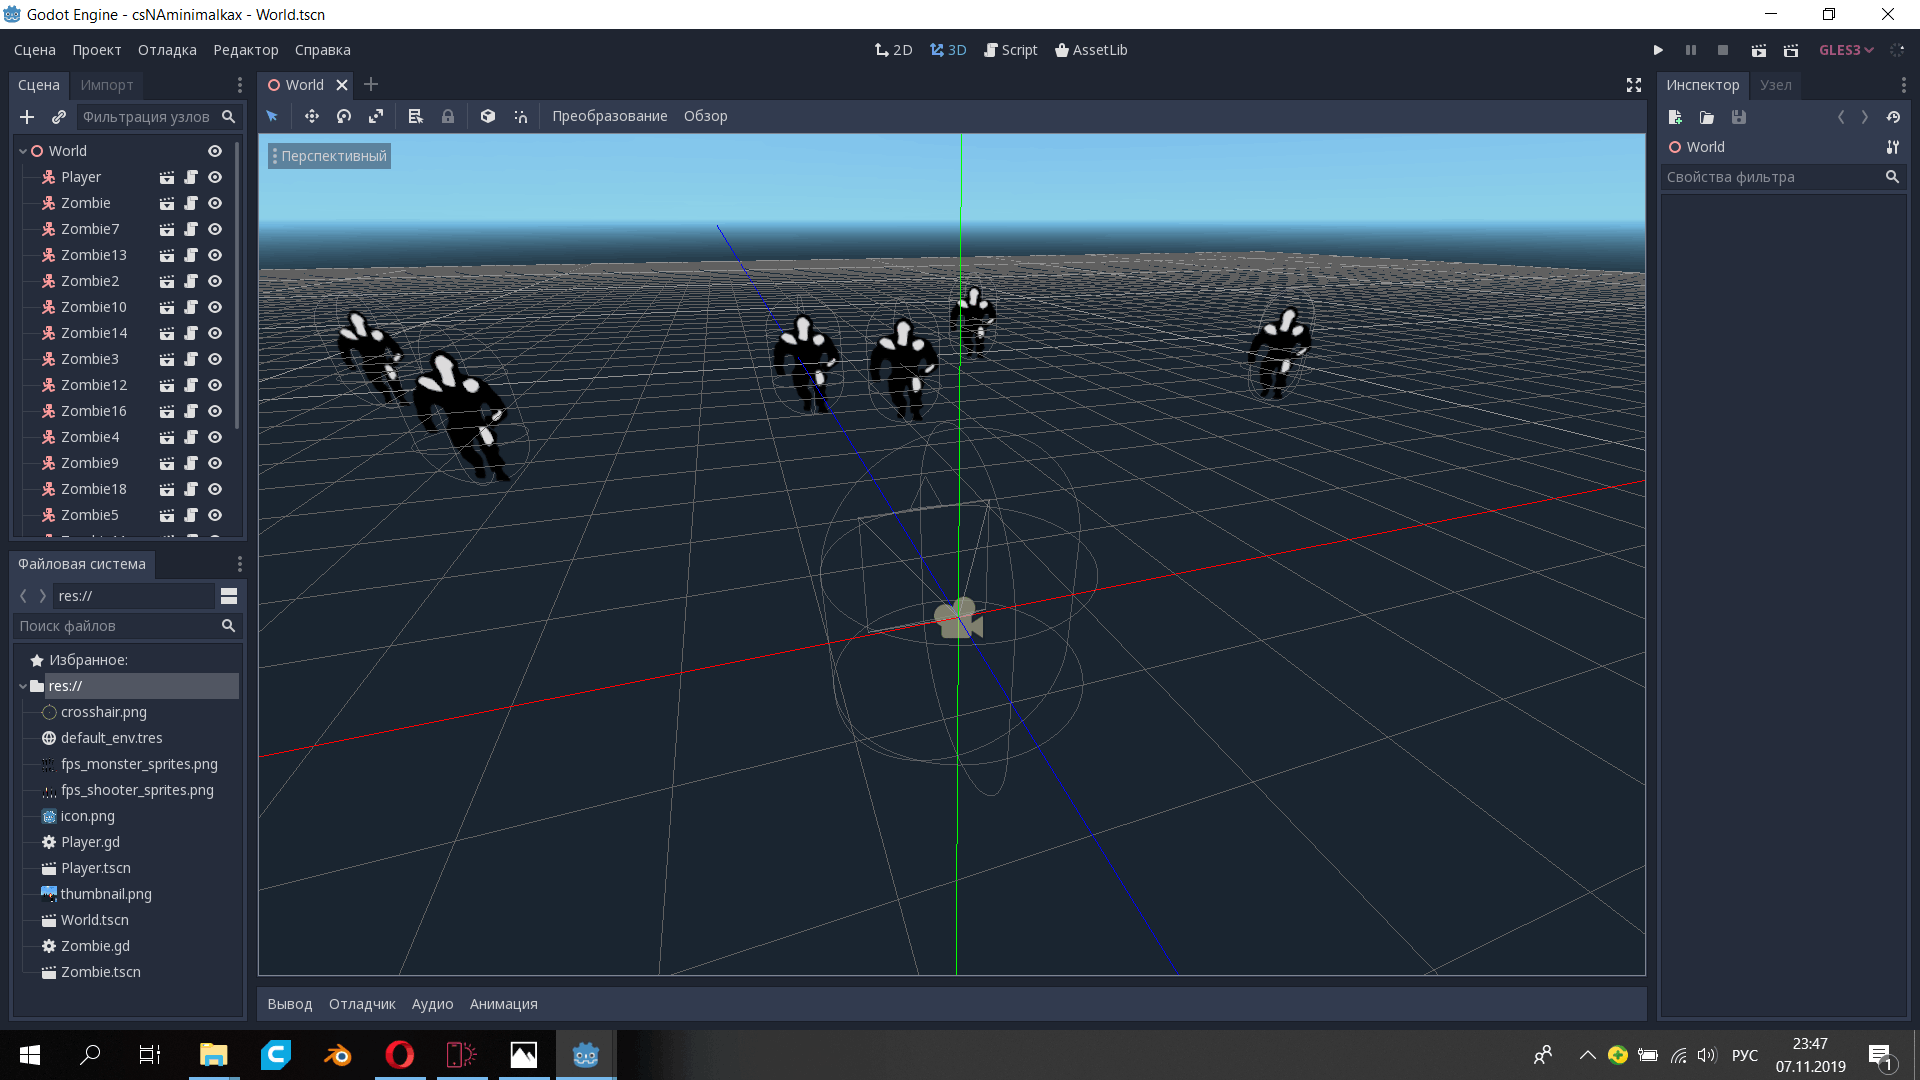 Godot Engine - csNAminimalkax - World.tscn
Сцена Проект Отладка Редактор Справка
2D 3D Script AssetLib
GLES3
Сцена Импорт
Фильтрация узлов
World
Player
Zombie
Zombie7
Zombie13
Zombie2
Zombie10
Zombie14
Zombie3
Zombie12
Zombie16
Zombie4
Zombie9
Zombie18
Zombie5
Файловая система
res://
Поиск файлов
Избранное:
res://
crosshair.png
default_env.tres
fps_monster_sprites.png
fps_shooter_sprites.png
icon.png
Player.gd
Player.tscn
thumbnail.png
World.tscn
Zombie.gd
Zombie.tscn
World
Преобразование Обзор
Перспективный
Вывод Отладчик Аудио Анимация
Инспектор Узел
World
Свойства фильтра
РУС
23:47
07.11.2019
1